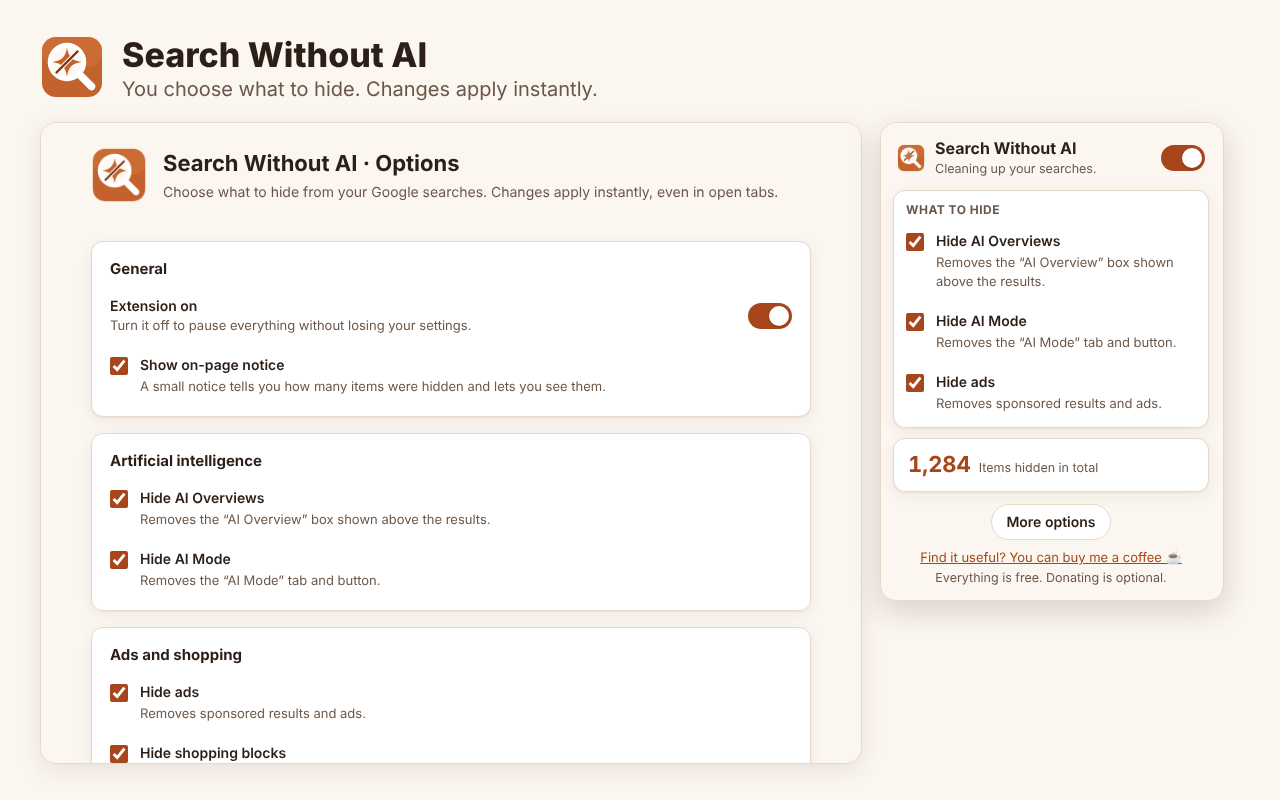 Search Without AI
You choose what to hide. Changes apply instantly.
Search Without AI · Options
Choose what to hide from your Google searches. Changes apply instantly, even in open tabs.
General
Extension on
Turn it off to pause everything without losing your settings.
Show on-page notice
A small notice tells you how many items were hidden and lets you see them.
Artificial intelligence
Hide AI Overviews
Removes the “AI Overview” box shown above the results.
Hide AI Mode
Removes the “AI Mode” tab and button.
Ads and shopping
Hide ads
Removes sponsored results and ads.
Hide shopping blocks
Search Without AI
Cleaning up your searches.
WHAT TO HIDE
Hide AI Overviews
Removes the “AI Overview” box shown
above the results.
Hide AI Mode
Removes the “AI Mode” tab and button.
Hide ads
Removes sponsored results and ads.
1,284 Items hidden in total
More options
Find it useful? You can buy me a coffee ☕
Everything is free. Donating is optional.